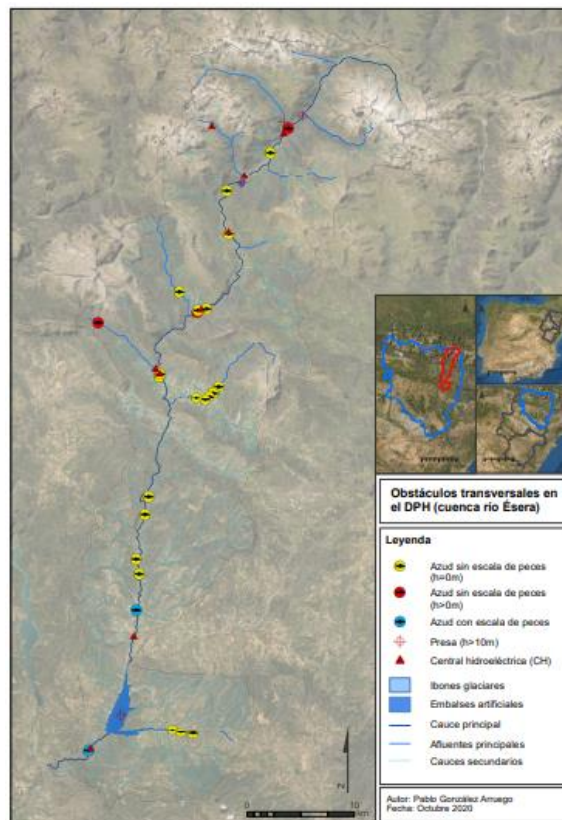 Obstáculos transversales en
el DPH (cuenca río Ésera)
Leyenda
Azud sin escala de peces
(h=0m)
Azud sin escala de peces
(h>0m)
Azud con escala de peces
Presa (h>10m)
Central hidroeléctrica (CH)
Ibones glaciares
Embalses artificiales
Cauce principal
Afluentes principales
Cauces secundarios
Autor: Pablo González Arruego
Fecha: Octubre 2020
N
0
10
km